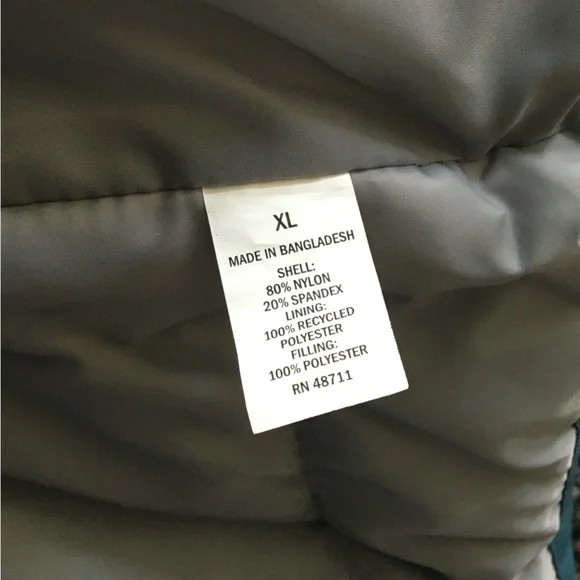 XL
MADE IN BANGLADESH
SHELL:
80% NYLON
20% SPANDEX
LINING:
100% RECYCLED
POLYESTER
FILLING:
100% POLYESTER
RN 48711